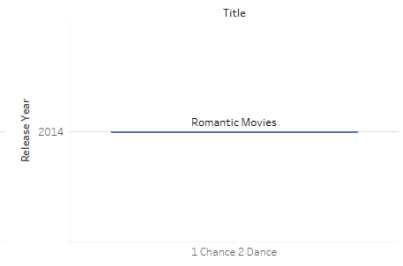 Title
Release Year
Romantic Movies
2014
1 Chance 2 Dance